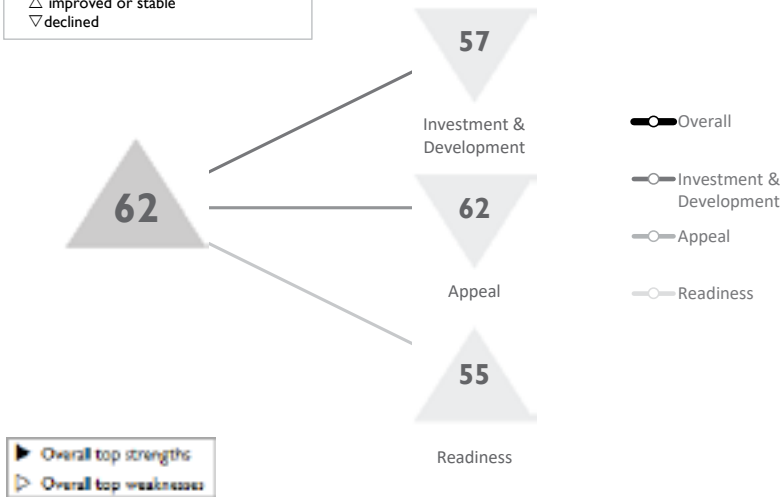 △ improved or stable
▽ declined
57
Investment &
Development
62
62
Appeal
55
Readiness
Overall
Investment &
Development
Appeal
Readiness
▶ Overall top strengths
▷ Overall top weaknesses